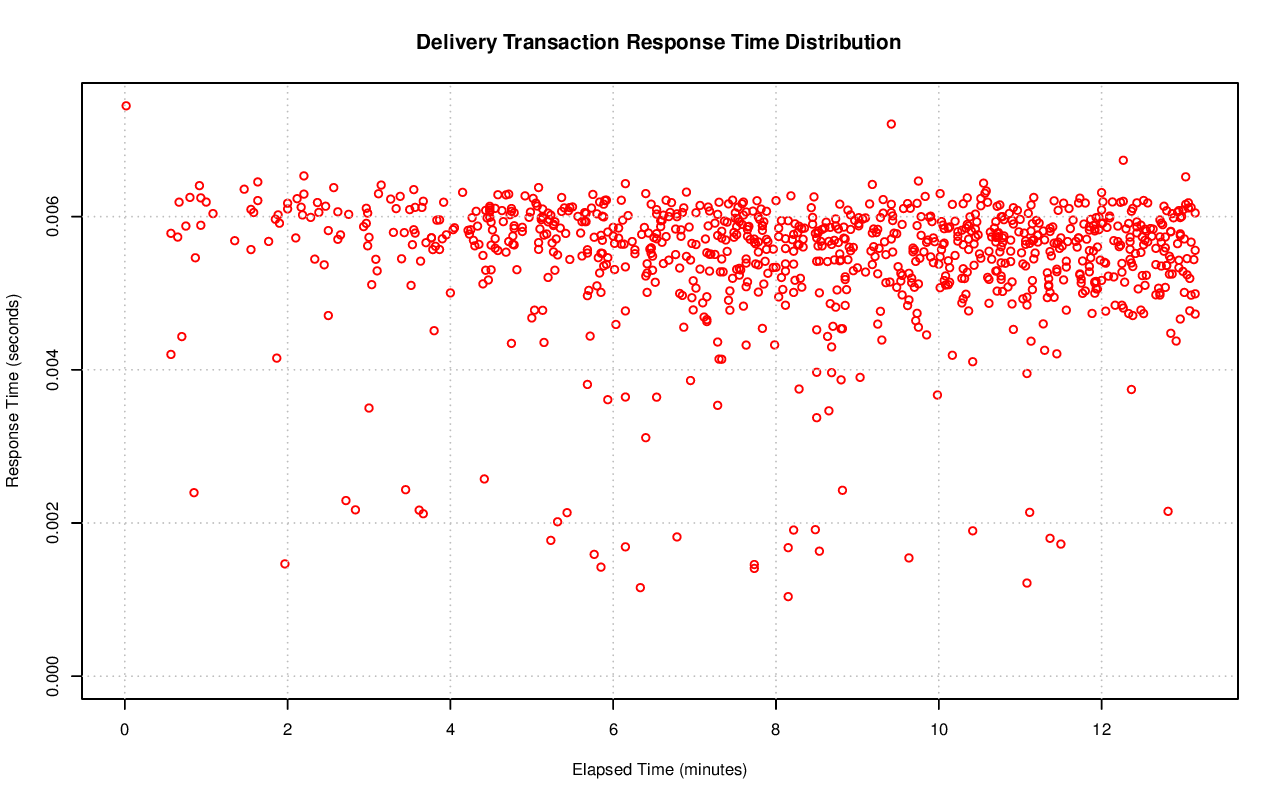 Delivery Transaction Response Time Distribution
Response Time (seconds)
0.006
0.004
0.002
0.000
0 2 4 6 8 10 12
Elapsed Time (minutes)